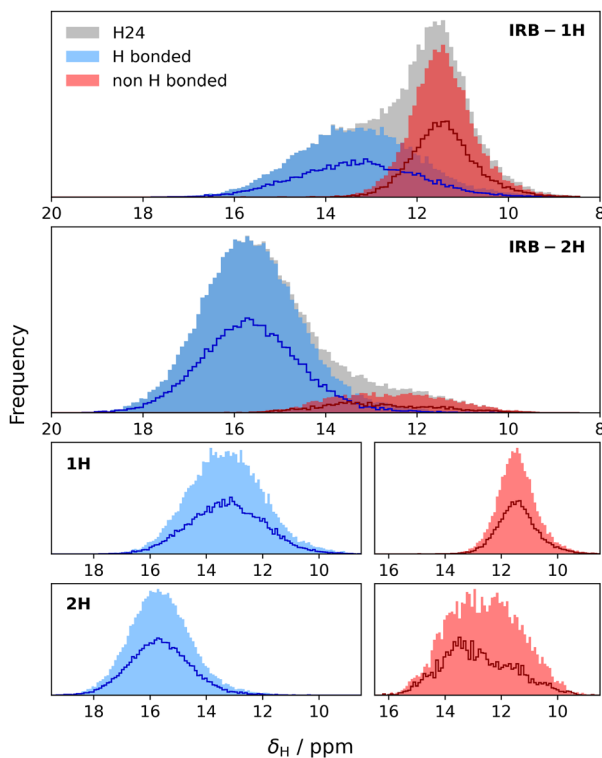 H24
H bonded
non H bonded
IRB – 1H
20 18 16 14 12 10 8
IRB – 2H
20 18 16 14 12 10 8
Frequency
1H
18 16 14 12 10
16 14 12 10
2H
18 16 14 12 10
16 14 12 10
δH / ppm